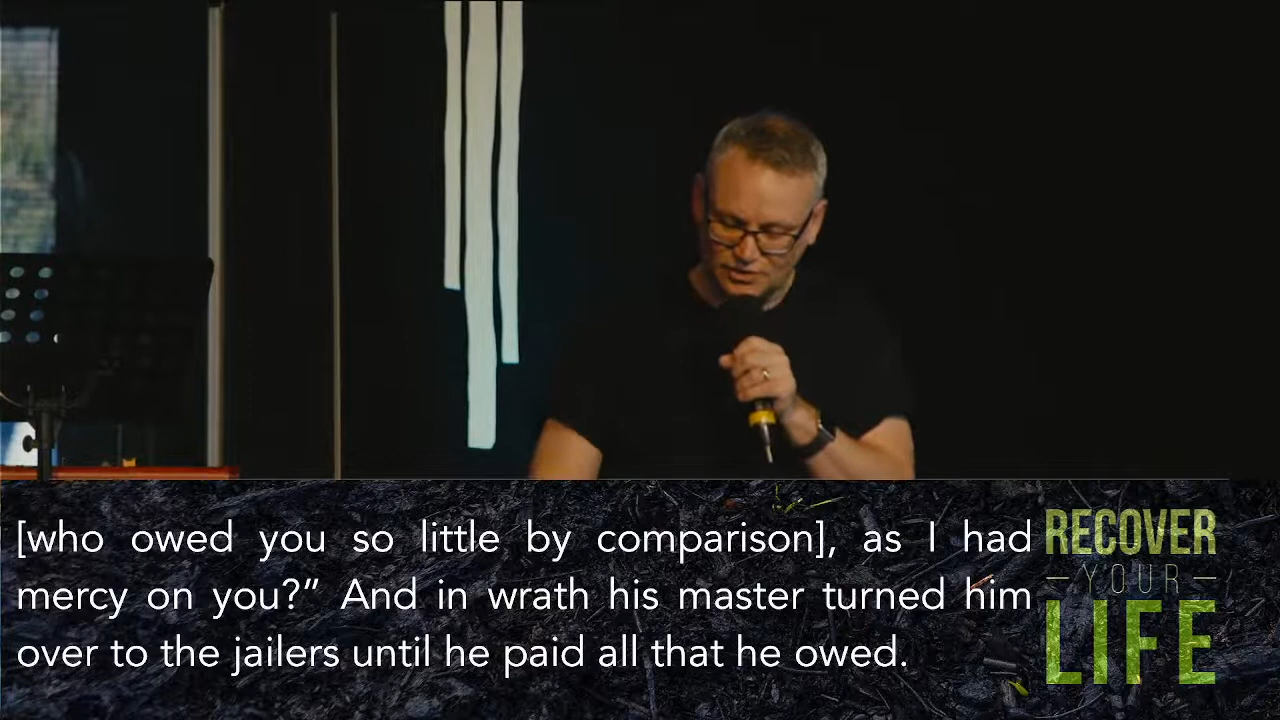 [who owed you so little by comparison], as I had
mercy on you?” And in wrath his master turned him
over to the jailers until he paid all that he owed.
RECOVER
YOUR
LIFE